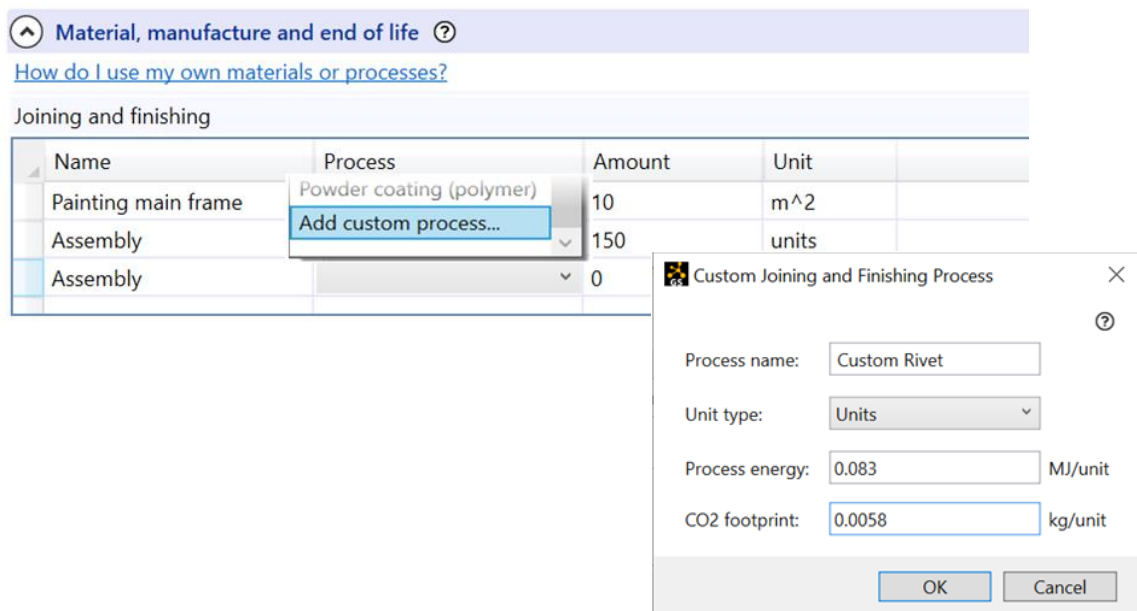 Material, manufacture and end of life ?
How do I use my own materials or processes?
Joining and finishing
Name Process Amount Unit
Painting main frame Powder coating (polymer) 10 m^2
Add custom process...
Assembly 150 units
Assembly 0
GS Custom Joining and Finishing Process
?
Process name: Custom Rivet
Unit type: Units
Process energy: 0.083 MJ/unit
CO2 footprint: 0.0058 kg/unit
OK Cancel